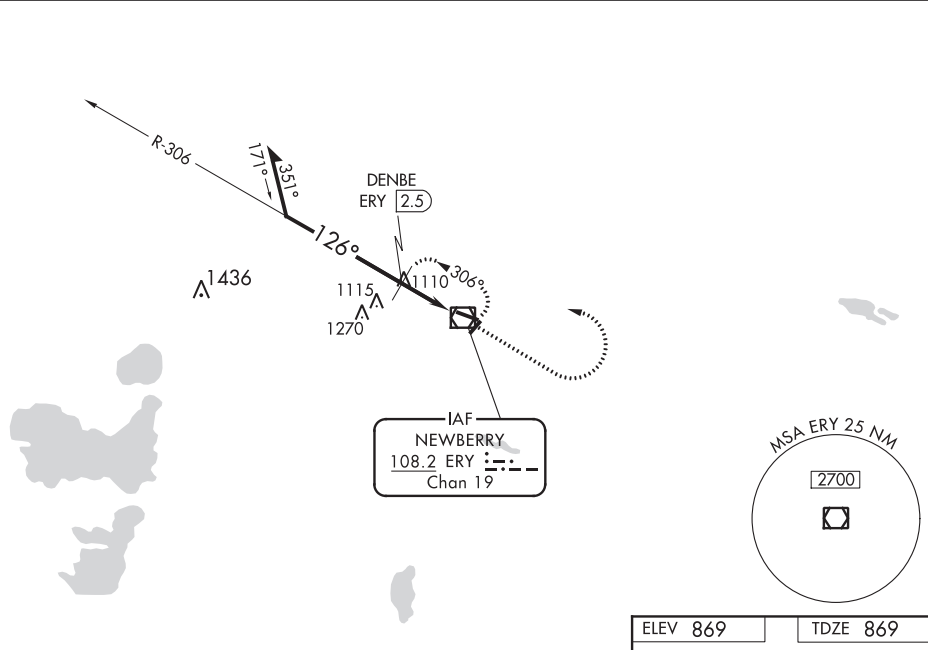 R-306
171°
351°
DENBE
ERY 2.5
126°
306°
1436
1110
1115
1270
IAF
NEWBERRY
108.2 ERY
Chan 19
MSA ERY 25 NM
2700
ELEV 869
TDZE 869